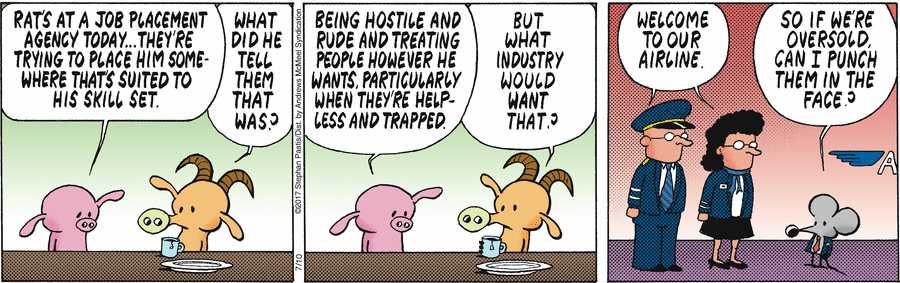 RAT'S AT A JOB PLACEMENT
AGENCY TODAY...THEY'RE
TRYING TO PLACE HIM SOME-
WHERE THAT'S SUITED TO
HIS SKILL SET.
WHAT
DID HE
TELL
THEM
THAT
WAS?
©2017 Stephan Pastis/Dist. by Andrews McMeel Syndication
7/10
BEING HOSTILE AND
RUDE AND TREATING
PEOPLE HOWEVER HE
WANTS, PARTICULARLY
WHEN THEY'RE HELP-
LESS AND TRAPPED.
BUT
WHAT
INDUSTRY
WOULD
WANT
THAT?
WELCOME
TO OUR
AIRLINE.
SO IF WE'RE
OVERSOLD,
CAN I PUNCH
THEM IN THE
FACE?
A